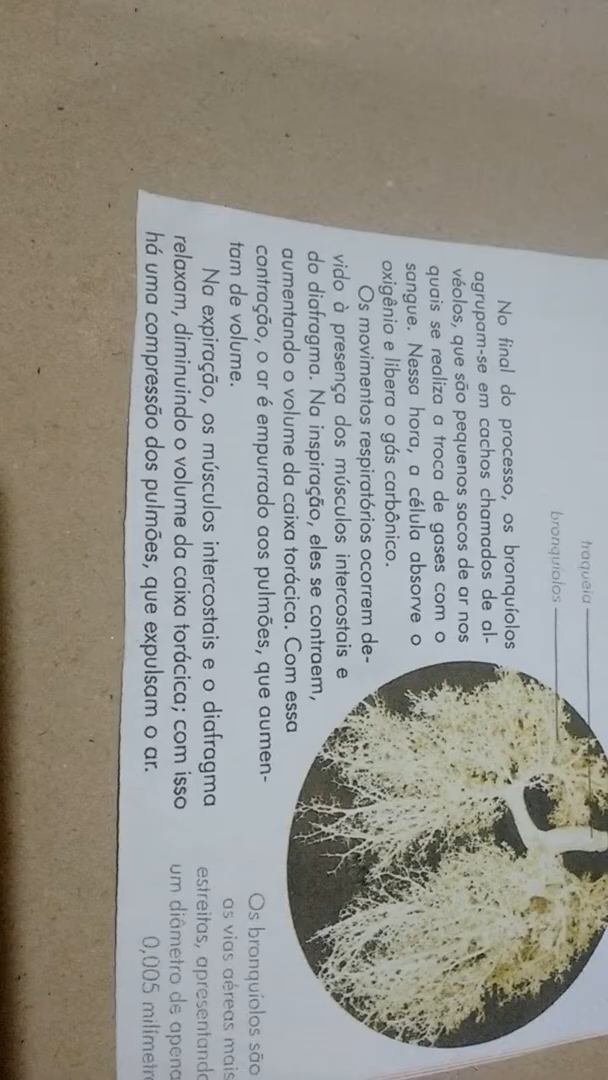 traqueia
bronquíolos
No final do processo, os bronquíolos
agrupam-se em cachos chamados de al-
véolos, que são pequenos sacos de ar nos
quais se realiza a troca de gases com o
sangue. Nessa hora, a célula absorve o
oxigênio e libera o gás carbônico.
Os movimentos respiratórios ocorrem de-
vido à presença dos músculos intercostais e
do diafragma. Na inspiração, eles se contraem,
aumentando o volume da caixa torácica. Com essa
contração, o ar é empurrado aos pulmões, que aumen-
tam de volume.
Na expiração, os músculos intercostais e o diafragma
relaxam, diminuindo o volume da caixa torácica; com isso
há uma compressão dos pulmões, que expulsam o ar.
Os bronquíolos são
as vias aéreas mais
estreitas, apresentando
um diâmetro de apena
0,005 milímetr